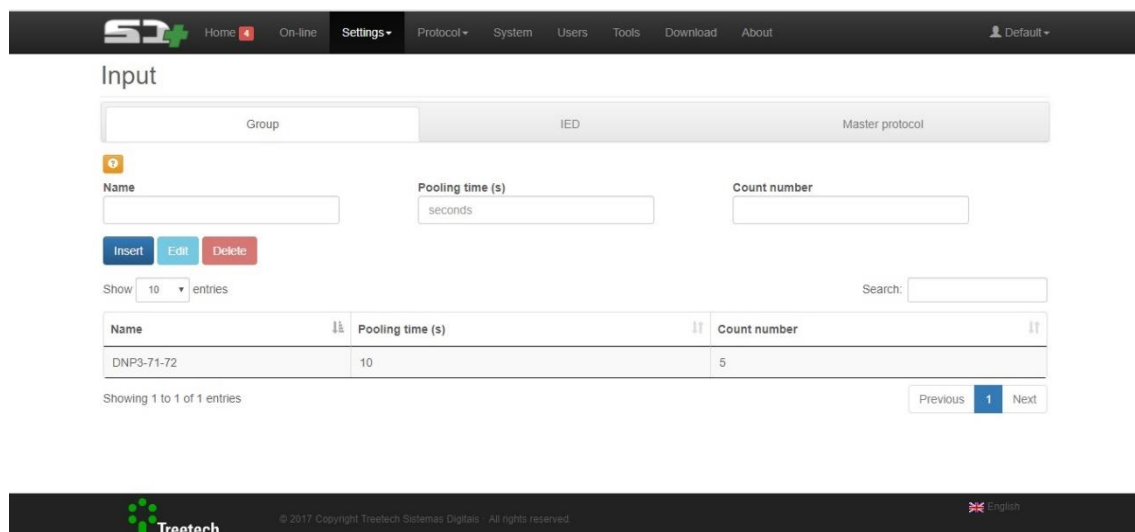 SD+ Home 4 On-line Settings Protocol System Users Tools Download About Default
Input
Group IED Master protocol
Name Pooling time (s) Count number
seconds
Insert Edit Delete
Show 10 entries Search:
Name Pooling time (s) Count number
DNP3-71-72 10 5
Showing 1 to 1 of 1 entries Previous 1 Next
Treetech © 2017 Copyright Treetech Sistemas Digitais All rights reserved. English